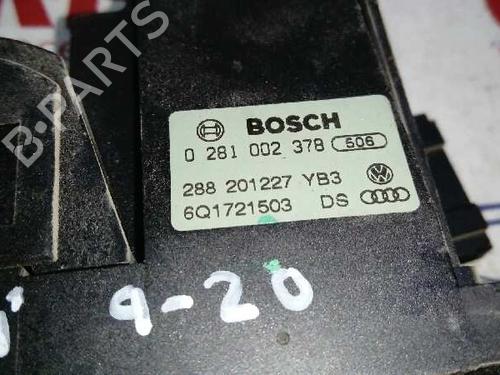 B-PARTS
BOSCH
0 281 002 378 506
288 201227 YB3
6Q1721503 DS
9-20